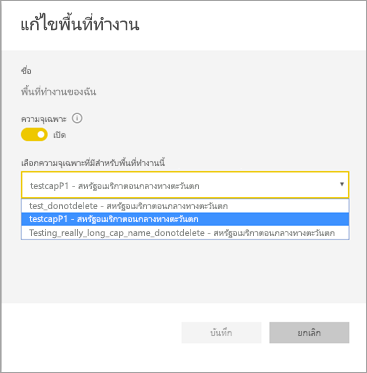 แก้ไขพื้นที่ทำงาน
ชื่อ
พื้นที่ทำงานของฉัน
ความจุเฉพาะ
เปิด
เลือกความจุเฉพาะที่มีสำหรับพื้นที่ทำงานนี้
testcapP1 - สหรัฐอเมริกาตอนกลางทางตะวันตก
test_donotdelete - สหรัฐอเมริกาตอนกลางทางตะวันตก
testcapP1 - สหรัฐอเมริกาตอนกลางทางตะวันตก
Testing_really_long_cap_name_donotdelete - สหรัฐอเมริกาตอนกลางทางตะวันตก
บันทึก
ยกเลิก